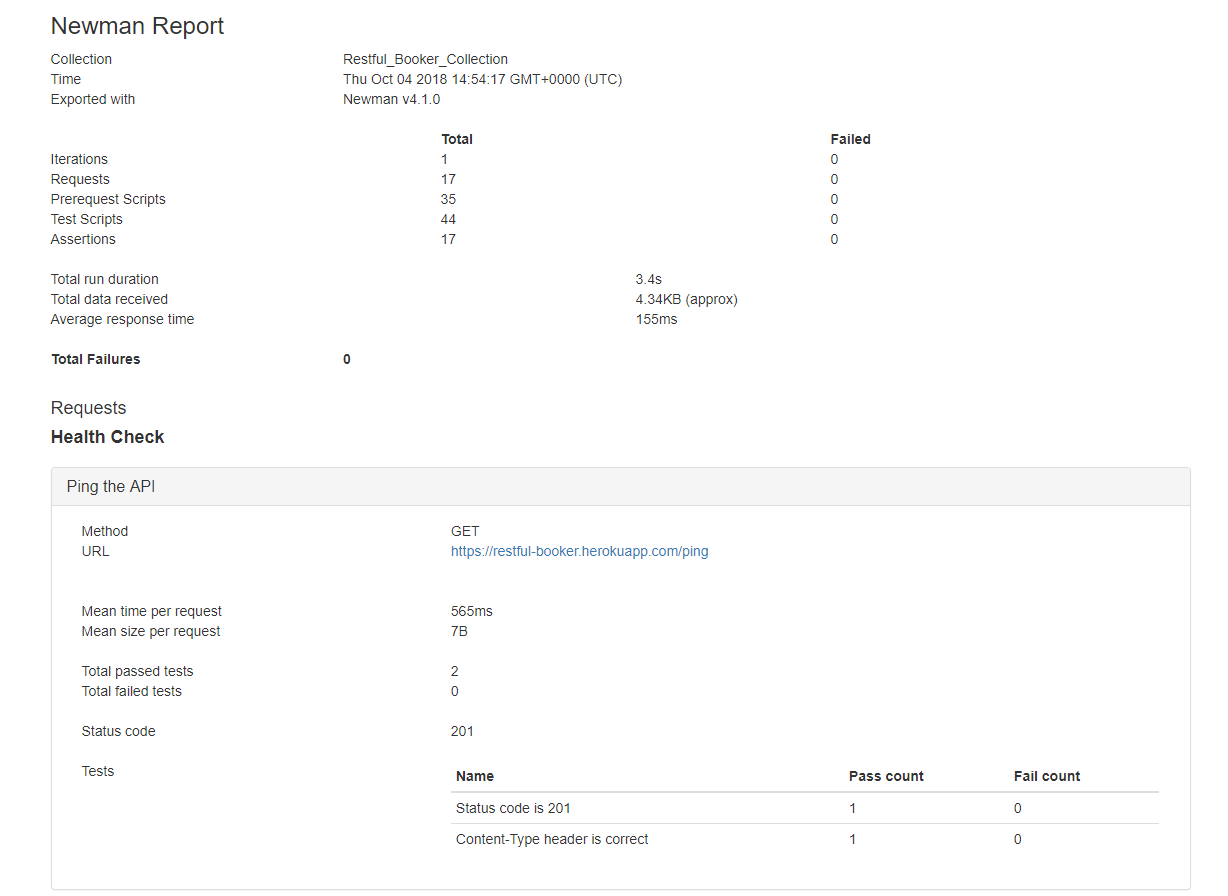 Newman Report
Collection Restful_Booker_Collection
Time Thu Oct 04 2018 14:54:17 GMT+0000 (UTC)
Exported with Newman v4.1.0
Total Failed
Iterations 1 0
Requests 17 0
Prerequest Scripts 35 0
Test Scripts 44 0
Assertions 17 0
Total run duration 3.4s
Total data received 4.34KB (approx)
Average response time 155ms
Total Failures 0
Requests
Health Check
Ping the API
Method GET
URL https://restful-booker.herokuapp.com/ping
Mean time per request 565ms
Mean size per request 7B
Total passed tests 2
Total failed tests 0
Status code 201
Tests Name Pass count Fail count
Status code is 201 1 0
Content-Type header is correct 1 0